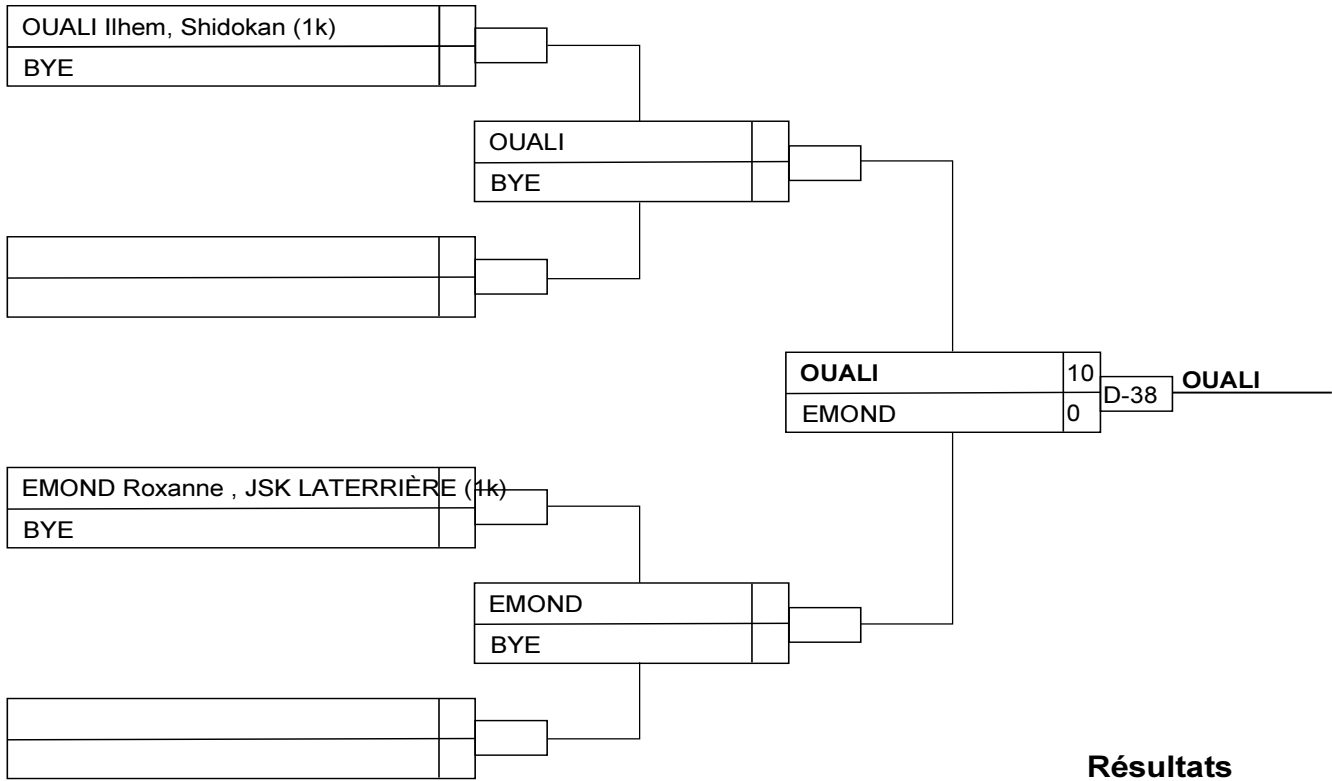 OUALI Ilhem, Shidokan (1k)
BYE
OUALI
BYE
OUALI 10
EMOND 0
D-38
OUALI
EMOND Roxanne , JSK LATERRIÈRE (1k)
BYE
EMOND
BYE
Résultats